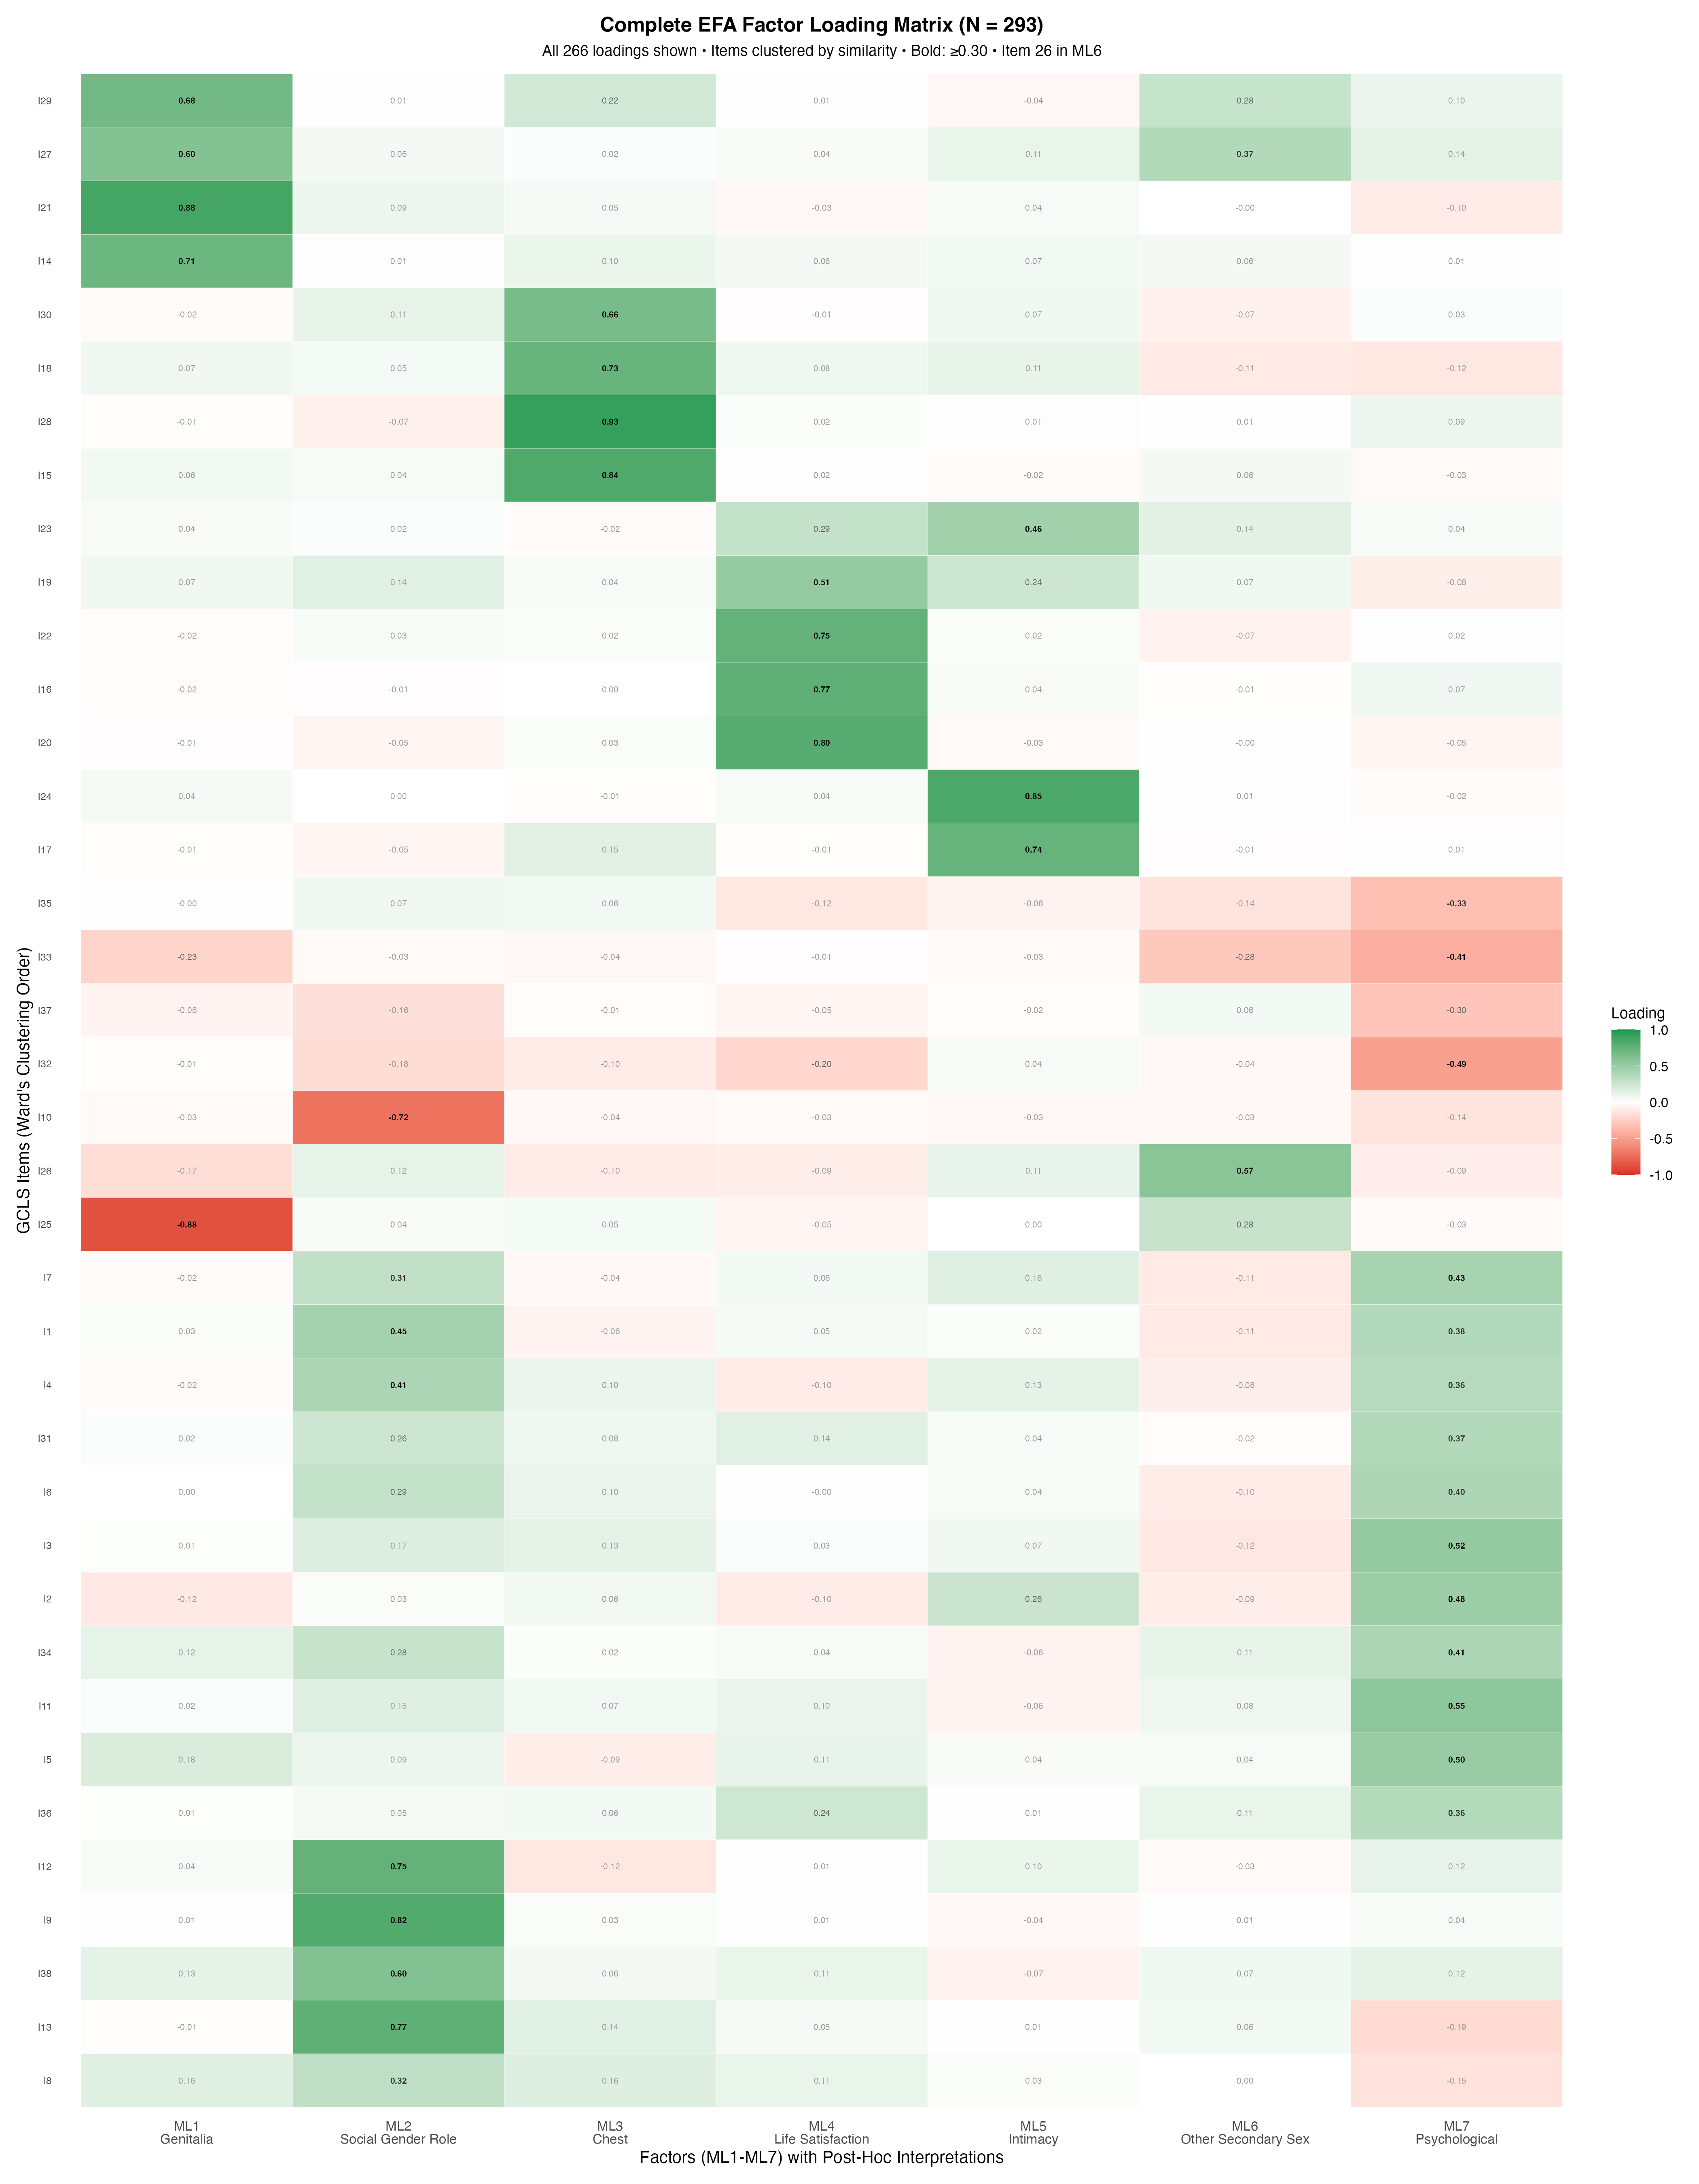 Complete EFA Factor Loading Matrix (N = 293)
All 266 loadings shown • Items clustered by similarity • Bold: ≥0.30 • Item 26 in ML6
I29 0.68 0.01 0.22 0.01 -0.04 0.28 0.10
I27 0.60 0.06 0.02 0.04 0.11 0.37 0.14
I21 0.88 0.09 0.05 -0.03 0.04 -0.00 -0.10
I14 0.71 0.01 0.10 0.06 0.07 0.06 0.01
I30 -0.02 0.11 0.66 -0.01 0.07 -0.07 0.03
I18 0.07 0.05 0.73 0.08 0.11 -0.11 -0.12
I28 -0.01 -0.07 0.93 0.02 0.01 0.01 0.09
I15 0.06 0.04 0.84 0.02 -0.02 0.06 -0.03
I23 0.04 0.02 -0.02 0.29 0.46 0.14 0.04
I19 0.07 0.14 0.04 0.51 0.24 0.07 -0.08
I22 -0.02 0.03 0.02 0.75 0.02 -0.07 0.02
I16 -0.02 -0.01 0.00 0.77 0.04 -0.01 0.07
I20 -0.01 -0.05 0.03 0.80 -0.03 -0.00 -0.05
I24 0.04 0.00 -0.01 0.04 0.85 0.01 -0.02
I17 -0.01 -0.05 0.15 -0.01 0.74 -0.01 0.01
I35 -0.00 0.07 0.06 -0.12 -0.06 -0.14 -0.33
I33 -0.23 -0.03 -0.04 -0.01 -0.03 -0.28 -0.41
I37 -0.06 -0.16 -0.01 -0.05 -0.02 0.06 -0.30
I32 -0.01 -0.18 -0.10 -0.20 0.04 -0.04 -0.49
I10 -0.03 -0.72 -0.04 -0.03 -0.03 -0.03 -0.14
I26 -0.17 0.12 -0.10 -0.09 0.11 0.57 -0.09
I25 -0.88 0.04 0.05 -0.05 0.00 0.28 -0.03
I7 -0.02 0.31 -0.04 0.06 0.16 -0.11 0.43
I1 0.03 0.45 -0.06 0.05 0.02 -0.11 0.38
I4 -0.02 0.41 0.10 -0.10 0.13 -0.08 0.36
I31 0.02 0.26 0.08 0.14 0.04 -0.02 0.37
I6 0.00 0.29 0.10 -0.00 0.04 -0.10 0.40
I3 0.01 0.17 0.13 0.03 0.07 -0.12 0.52
I2 -0.12 0.03 0.06 -0.10 0.26 -0.09 0.48
I34 0.12 0.28 0.02 0.04 -0.06 0.11 0.41
I11 0.02 0.15 0.07 0.10 -0.06 0.08 0.55
I5 0.18 0.09 -0.09 0.11 0.04 0.04 0.50
I36 0.01 0.05 0.06 0.24 0.01 0.11 0.36
I12 0.04 0.75 -0.12 0.01 0.10 -0.03 0.12
I9 0.01 0.82 0.03 0.01 -0.04 0.01 0.04
I38 0.13 0.60 0.06 0.11 -0.07 0.07 0.12
I13 -0.01 0.77 0.14 0.05 0.01 0.06 -0.19
I8 0.16 0.32 0.16 0.11 0.03 0.00 -0.15
ML1 ML2 ML3 ML4 ML5 ML6 ML7
Genitalia Social Gender Role Chest Life Satisfaction Intimacy Other Secondary Sex Psychological
Factors (ML1-ML7) with Post-Hoc Interpretations
GCLS Items (Ward's Clustering Order)
Loading
1.0
0.5
0.0
-0.5
-1.0